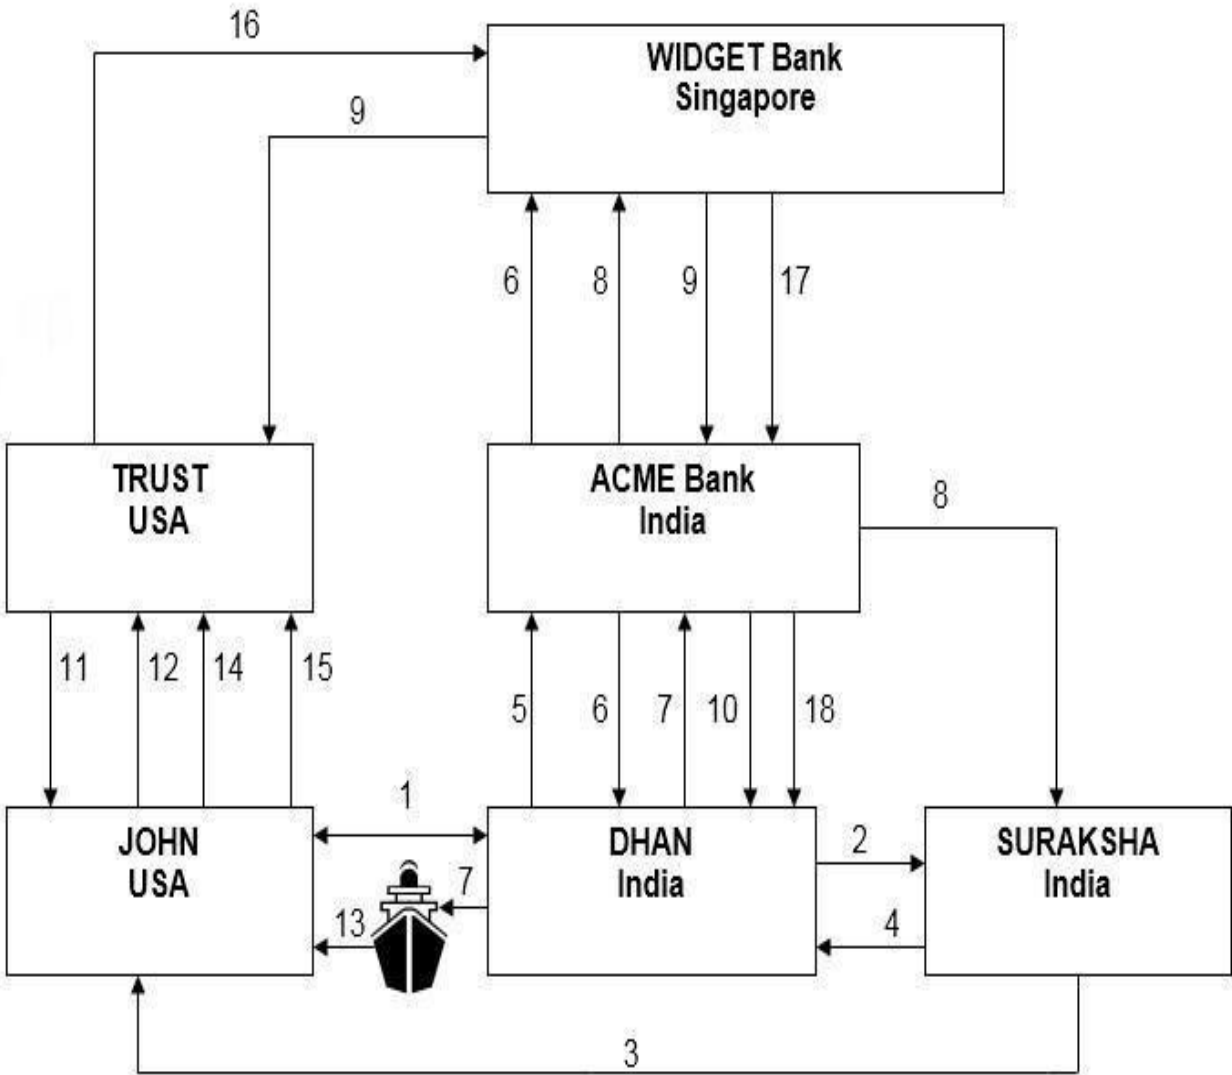 16
WIDGET Bank
Singapore
9
6
8
9
17
TRUST
USA
ACME Bank
India
8
11
12
14
15
5
6
7
10
18
1
JOHN
USA
DHAN
India
2
SURAKSHA
India
7
13
4
3